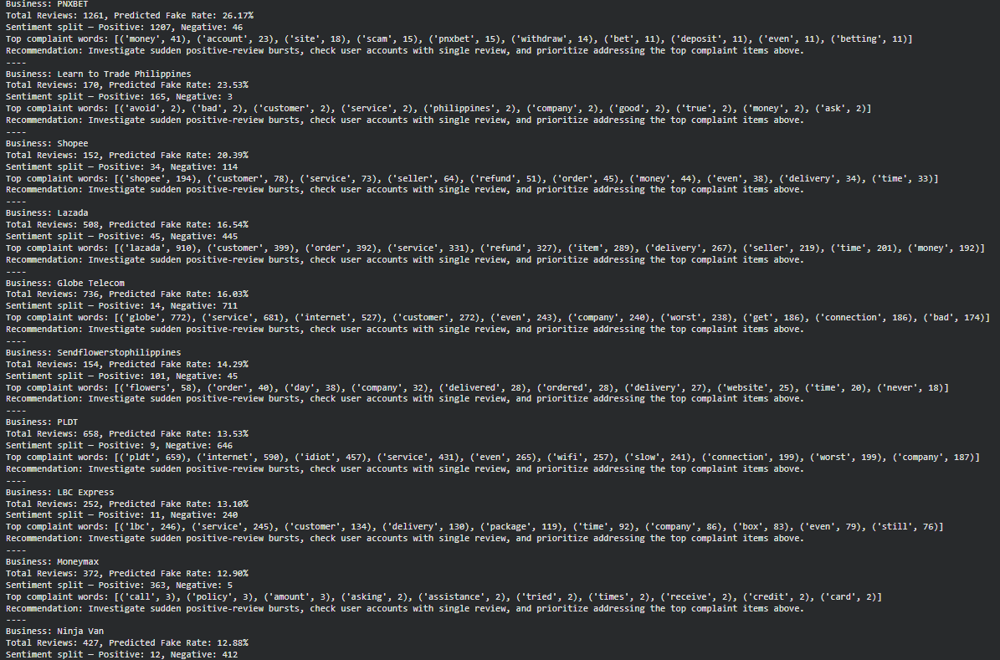 Business: PNXBET
Total Reviews: 1261, Predicted Fake Rate: 26.17%
Sentiment split – Positive: 1207, Negative: 46
Top complaint words: [('money', 41), ('account', 23), ('site', 18), ('scam', 15), ('pnxbet', 15), ('withdraw', 14), ('bet', 11), ('deposit', 11), ('even', 11), ('betting', 11)]
Recommendation: Investigate sudden positive-review bursts, check user accounts with single review, and prioritize addressing the top complaint items above.
----
Business: Learn to Trade Philippines
Total Reviews: 170, Predicted Fake Rate: 23.53%
Sentiment split – Positive: 165, Negative: 3
Top complaint words: [('avoid', 2), ('bad', 2), ('customer', 2), ('service', 2), ('philippines', 2), ('company', 2), ('good', 2), ('true', 2), ('money', 2), ('ask', 2)]
Recommendation: Investigate sudden positive-review bursts, check user accounts with single review, and prioritize addressing the top complaint items above.
----
Business: Shopee
Total Reviews: 152, Predicted Fake Rate: 20.39%
Sentiment split – Positive: 34, Negative: 114
Top complaint words: [('shopee', 194), ('customer', 78), ('service', 73), ('seller', 64), ('refund', 51), ('order', 45), ('money', 44), ('even', 38), ('delivery', 34), ('time', 33)]
Recommendation: Investigate sudden positive-review bursts, check user accounts with single review, and prioritize addressing the top complaint items above.
----
Business: Lazada
Total Reviews: 508, Predicted Fake Rate: 16.54%
Sentiment split – Positive: 45, Negative: 445
Top complaint words: [('lazada', 910), ('customer', 399), ('order', 392), ('service', 331), ('refund', 327), ('item', 289), ('delivery', 267), ('seller', 219), ('time', 201), ('money', 192)]
Recommendation: Investigate sudden positive-review bursts, check user accounts with single review, and prioritize addressing the top complaint items above.
----
Business: Globe Telecom
Total Reviews: 736, Predicted Fake Rate: 16.03%
Sentiment split – Positive: 14, Negative: 711
Top complaint words: [('globe', 772), ('service', 681), ('internet', 527), ('customer', 272), ('even', 243), ('company', 240), ('worst', 238), ('get', 186), ('connection', 186), ('bad', 174)]
Recommendation: Investigate sudden positive-review bursts, check user accounts with single review, and prioritize addressing the top complaint items above.
----
Business: Sendflowerstophilippines
Total Reviews: 154, Predicted Fake Rate: 14.29%
Sentiment split – Positive: 101, Negative: 45
Top complaint words: [('flowers', 58), ('order', 40), ('day', 38), ('company', 32), ('delivered', 28), ('ordered', 28), ('delivery', 27), ('website', 25), ('time', 20), ('never', 18)]
Recommendation: Investigate sudden positive-review bursts, check user accounts with single review, and prioritize addressing the top complaint items above.
----
Business: PLDT
Total Reviews: 658, Predicted Fake Rate: 13.53%
Sentiment split – Positive: 9, Negative: 646
Top complaint words: [('pldt', 659), ('internet', 590), ('idiot', 457), ('service', 431), ('even', 265), ('wifi', 257), ('slow', 241), ('connection', 199), ('worst', 199), ('company', 187)]
Recommendation: Investigate sudden positive-review bursts, check user accounts with single review, and prioritize addressing the top complaint items above.
----
Business: LBC Express
Total Reviews: 252, Predicted Fake Rate: 13.10%
Sentiment split – Positive: 11, Negative: 240
Top complaint words: [('lbc', 246), ('service', 245), ('customer', 134), ('delivery', 130), ('package', 119), ('time', 92), ('company', 86), ('box', 83), ('even', 79), ('still', 76)]
Recommendation: Investigate sudden positive-review bursts, check user accounts with single review, and prioritize addressing the top complaint items above.
----
Business: Moneymax
Total Reviews: 372, Predicted Fake Rate: 12.90%
Sentiment split – Positive: 363, Negative: 5
Top complaint words: [('call', 3), ('policy', 3), ('amount', 3), ('asking', 2), ('assistance', 2), ('tried', 2), ('times', 2), ('receive', 2), ('credit', 2), ('card', 2)]
Recommendation: Investigate sudden positive-review bursts, check user accounts with single review, and prioritize addressing the top complaint items above.
----
Business: Ninja Van
Total Reviews: 427, Predicted Fake Rate: 12.88%
Sentiment split – Positive: 12, Negative: 412